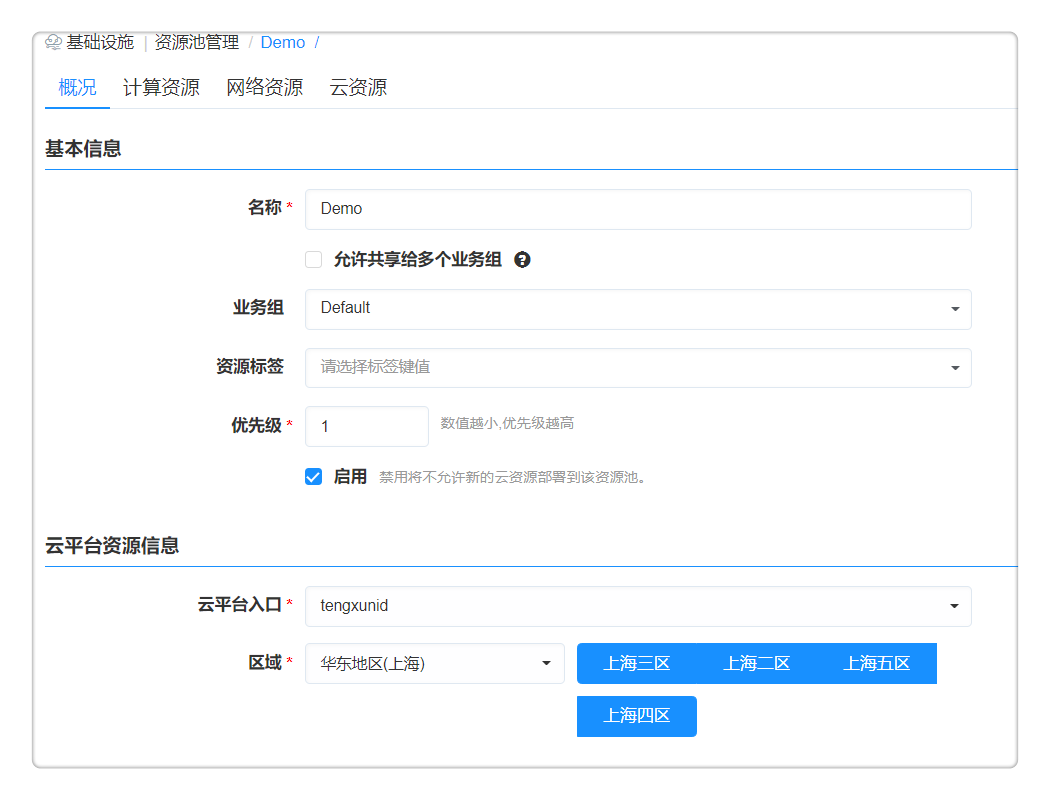 基础设施 | 资源池管理 / Demo /
概况 计算资源 网络资源 云资源
基本信息
名称 * Demo
允许共享给多个业务组 ?
业务组 Default
资源标签 请选择标签键值
优先级 * 1 数值越小,优先级越高
启用 禁用将不允许新的云资源部署到该资源池。
云平台资源信息
云平台入口 * tengxunid
区域 * 华东地区(上海) 上海三区 上海二区 上海五区
上海四区